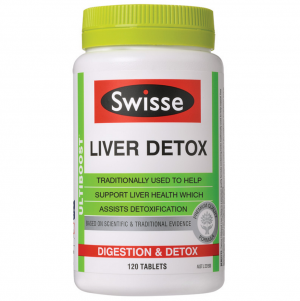 Swisse
ULTIBOOST
LIVER DETOX
TRADITIONALLY USED TO HELP
SUPPORT LIVER HEALTH WHICH
ASSISTS DETOXIFICATION
BASED ON SCIENTIFIC & TRADITIONAL EVIDENCE
DIGESTION & DETOX
120 TABLETS